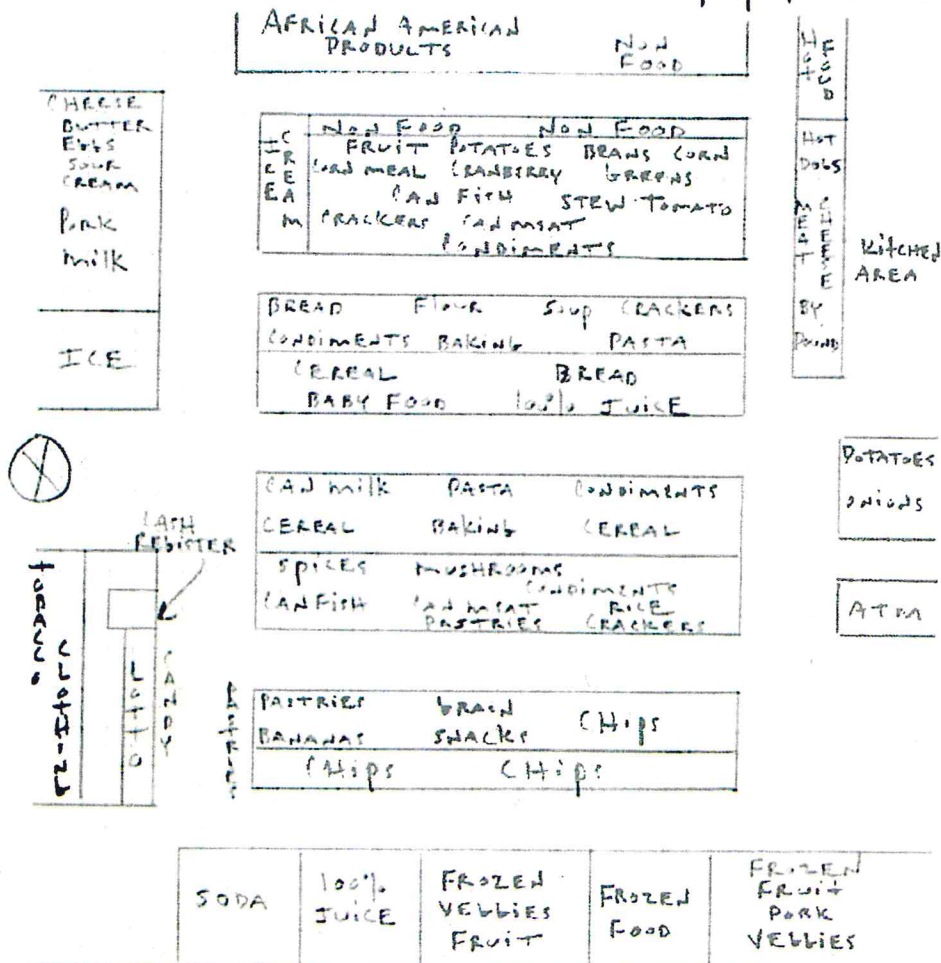 AFRICAN AMERICAN
PRODUCTS
NON
FOOD
HOT
FOOD
CHEESE
BUTTER
EGGS
SOUR
CREAM
PORK
MILK
ICE
ICE
CREAM
NON FOOD NON FOOD
FRUIT POTATOES BEANS CORN
CORN MEAL CRANBERRY GREENS
CAN FISH STEW TOMATO
CRACKERS CAN MEAT
CONDIMENTS
HOT
DOGS
MEAT
CHEESE
BY
POUND
KITCHEN
AREA
BREAD FLOUR SOUP CRACKERS
CONDIMENTS BAKING PASTA
CEREAL BREAD
BABY FOOD 100% JUICE
POTATOES
ONIONS
CAN MILK PASTA CONDIMENTS
CEREAL BAKING CEREAL
SPICES MUSHROOMS
CONDIMENTS
CAN FISH CAN MEAT RICE
PASTRIES CRACKERS
ATM
CASH
REGISTER
TOBACCO
CLOTHING
LOTTO
CANDY
PASTRIES
PASTRIES GRAIN CHIPS
BANANAS SNACKS
CHIPS CHIPS
SODA
100%
JUICE
FROZEN
VEGGIES
FRUIT
FROZEN
FOOD
FROZEN
FRUIT
PORK
VEGGIES